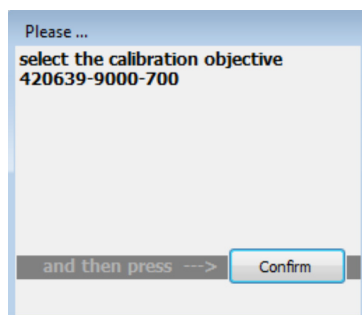 Please ...
select the calibration objective
420639-9000-700
and then press ---> Confirm